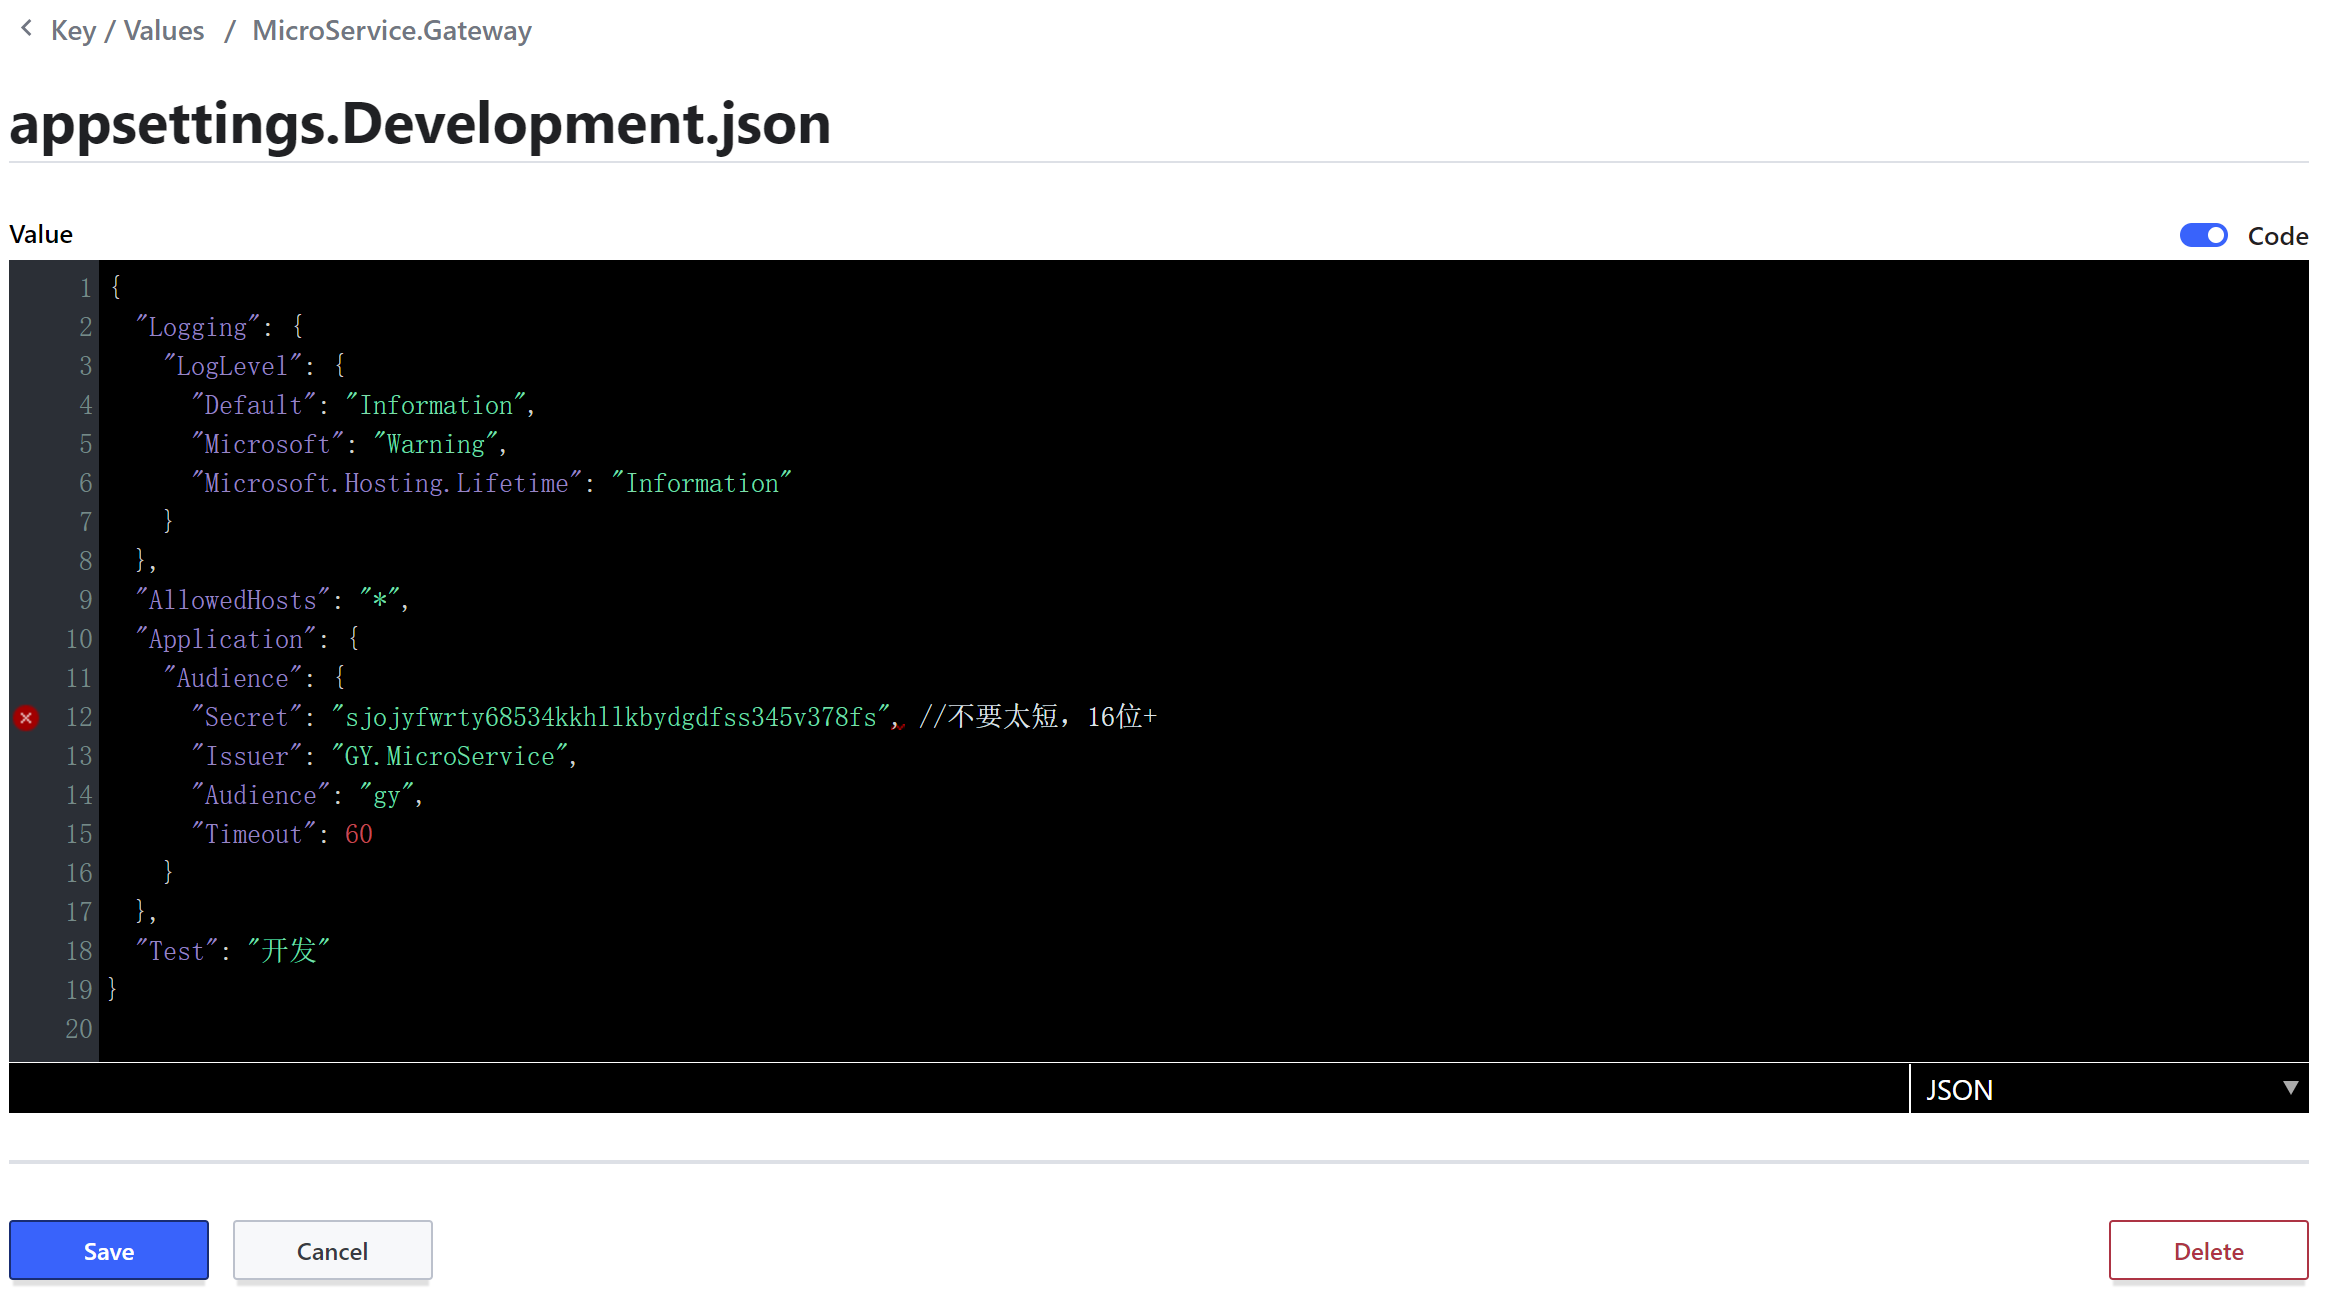 Key / Values / MicroService.Gateway
appsettings.Development.json
Value
Code
1 {
2 "Logging": {
3 "LogLevel": {
4 "Default": "Information",
5 "Microsoft": "Warning",
6 "Microsoft.Hosting.Lifetime": "Information"
7 }
8 },
9 "AllowedHosts": "*",
10 "Application": {
11 "Audience": {
12 "Secret": "sjojyfwrty68534kkhllkbydgdfss345v378fs", //不要太短，16位+
13 "Issuer": "GY.MicroService",
14 "Audience": "gy",
15 "Timeout": 60
16 }
17 },
18 "Test": "开发"
19 }
20
JSON
Save
Cancel
Delete